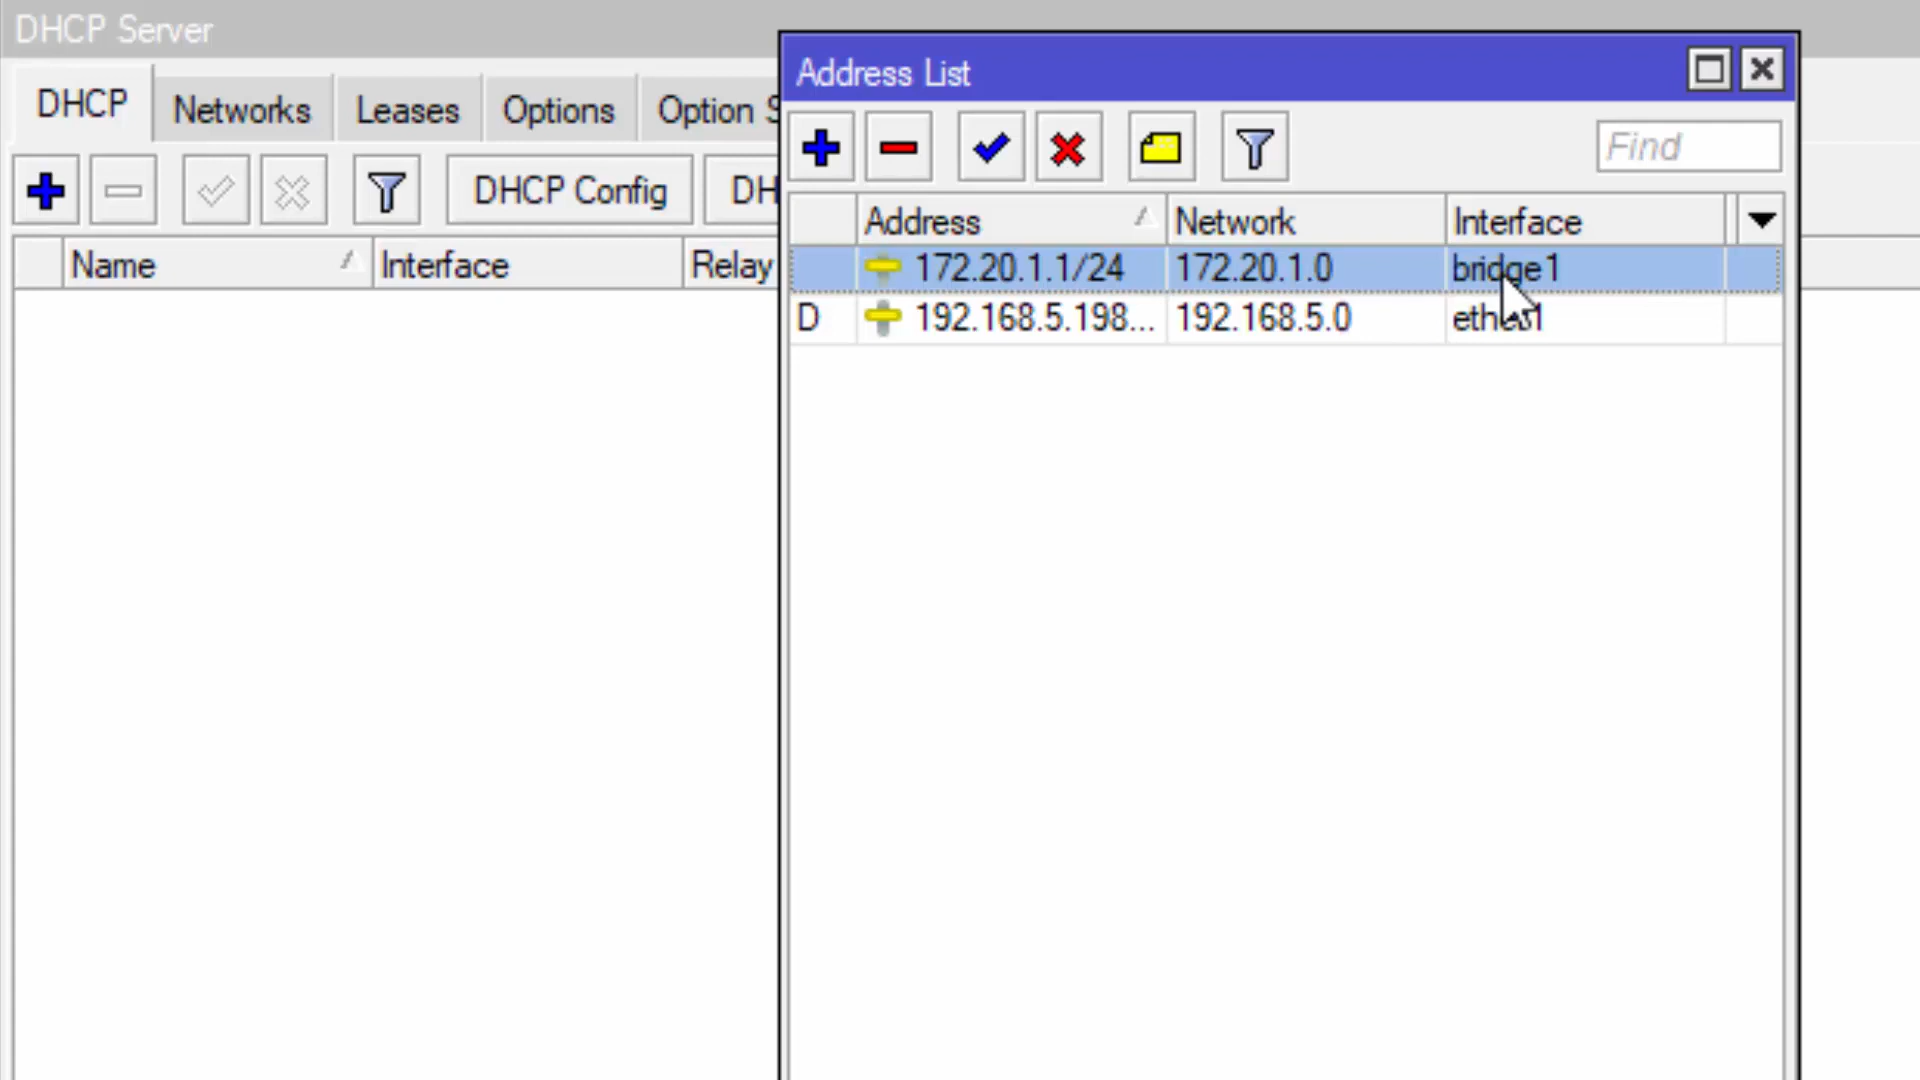 DHCP Server
DHCP Networks Leases Options Option S
DHCP Config DH
Name Interface Relay
Address List
Find
Address Network Interface
172.20.1.1/24 172.20.1.0 bridge1
D 192.168.5.198... 192.168.5.0 ether1